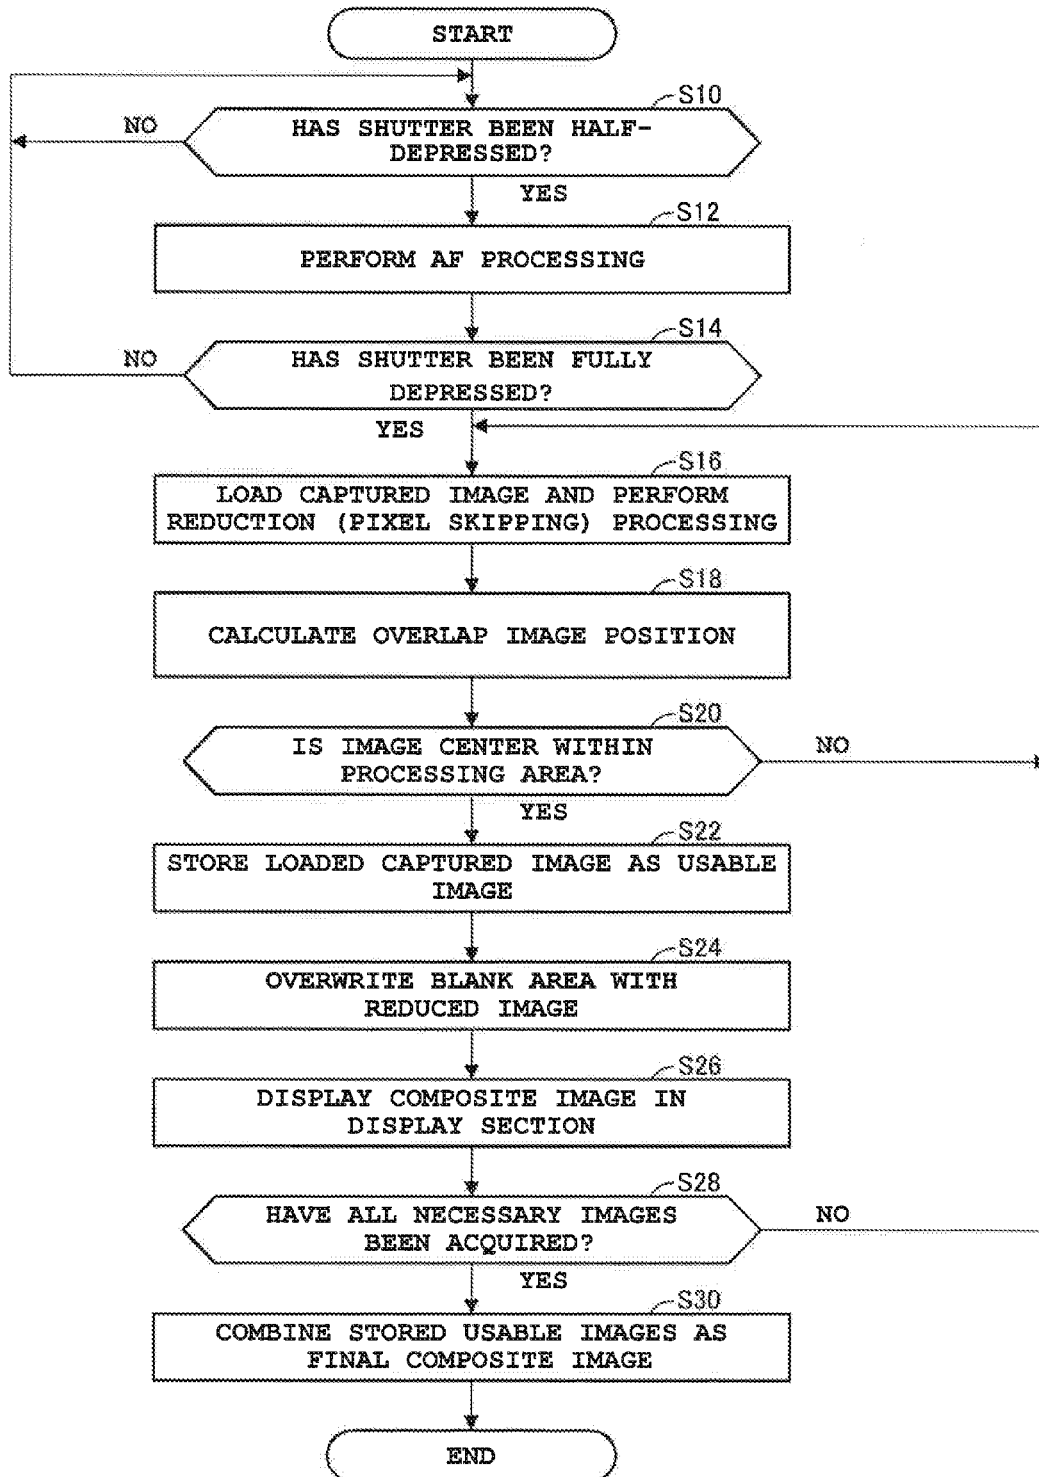 START
S10
NO
HAS SHUTTER BEEN HALF-
DEPRESSED?
YES
S12
PERFORM AF PROCESSING
S14
NO
HAS SHUTTER BEEN FULLY
DEPRESSED?
YES
S16
LOAD CAPTURED IMAGE AND PERFORM
REDUCTION (PIXEL SKIPPING) PROCESSING
S18
CALCULATE OVERLAP IMAGE POSITION
S20
IS IMAGE CENTER WITHIN
PROCESSING AREA?
NO
YES
S22
STORE LOADED CAPTURED IMAGE AS USABLE
IMAGE
S24
OVERWRITE BLANK AREA WITH
REDUCED IMAGE
S26
DISPLAY COMPOSITE IMAGE IN
DISPLAY SECTION
S28
HAVE ALL NECESSARY IMAGES
BEEN ACQUIRED?
NO
YES
S30
COMBINE STORED USABLE IMAGES AS
FINAL COMPOSITE IMAGE
END